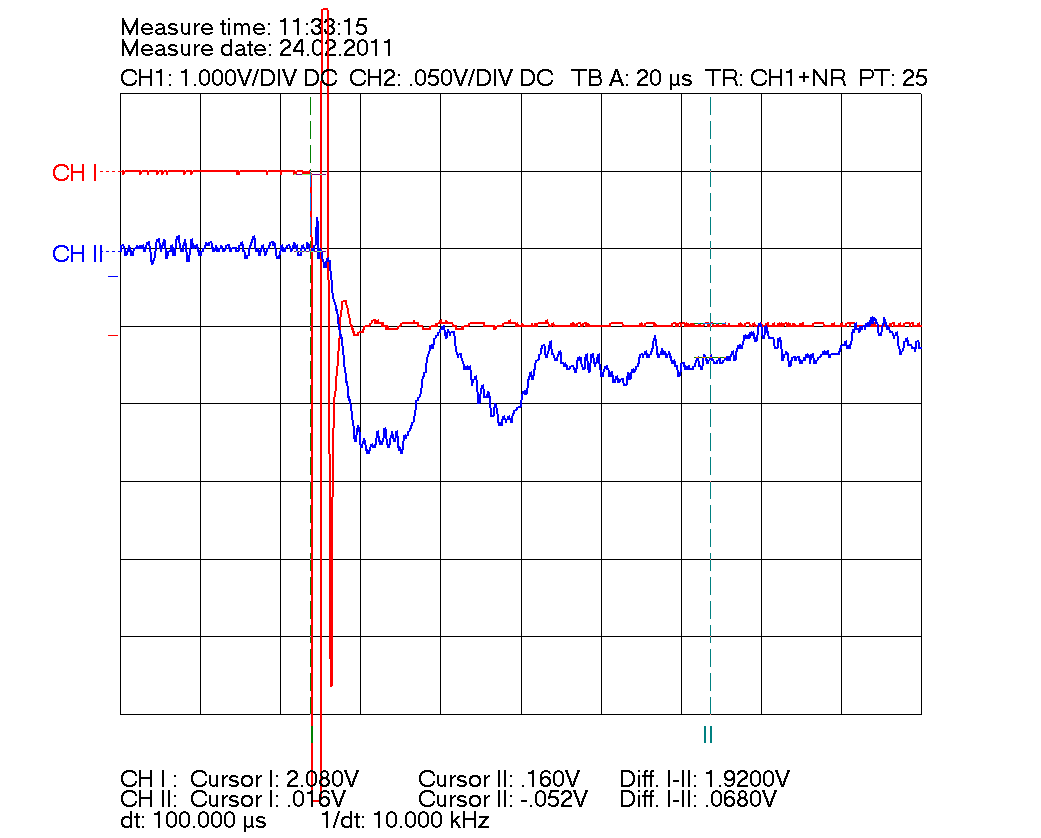 Measure time: 11:33:15
Measure date: 24.02.2011
CH1: 1.000V/DIV DC CH2: .050V/DIV DC TB A: 20 µs TR: CH1+NR PT: 25
CH I
CH II
II
CH I : Cursor I: 2.080V Cursor II: .160V Diff. I-II: 1.9200V
CH II: Cursor I: .016V Cursor II: -.052V Diff. I-II: .0680V
dt: 100.000 µs 1/dt: 10.000 kHz